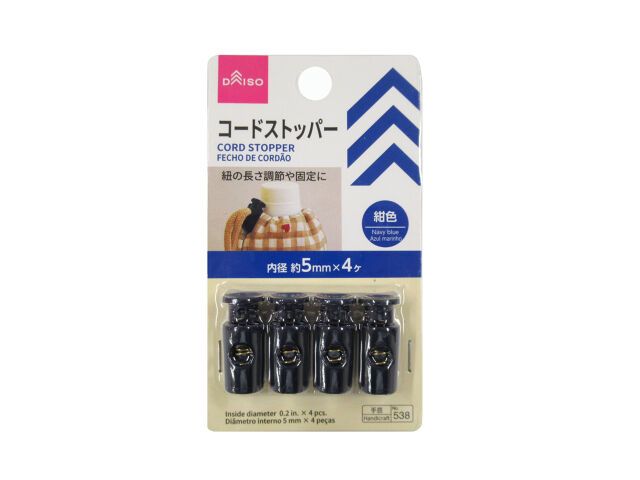 DAISO
コードストッパー
CORD STOPPER
FECHO DE CORDÃO
紐の長さ調節や固定に
紺色
Navy blue
Azul marinho
内径 約5mm×4ヶ
Inside diameter 0.2 in. × 4 pcs.
Diâmetro interno 5 mm × 4 peças
手芸
Handicraft
No.
538